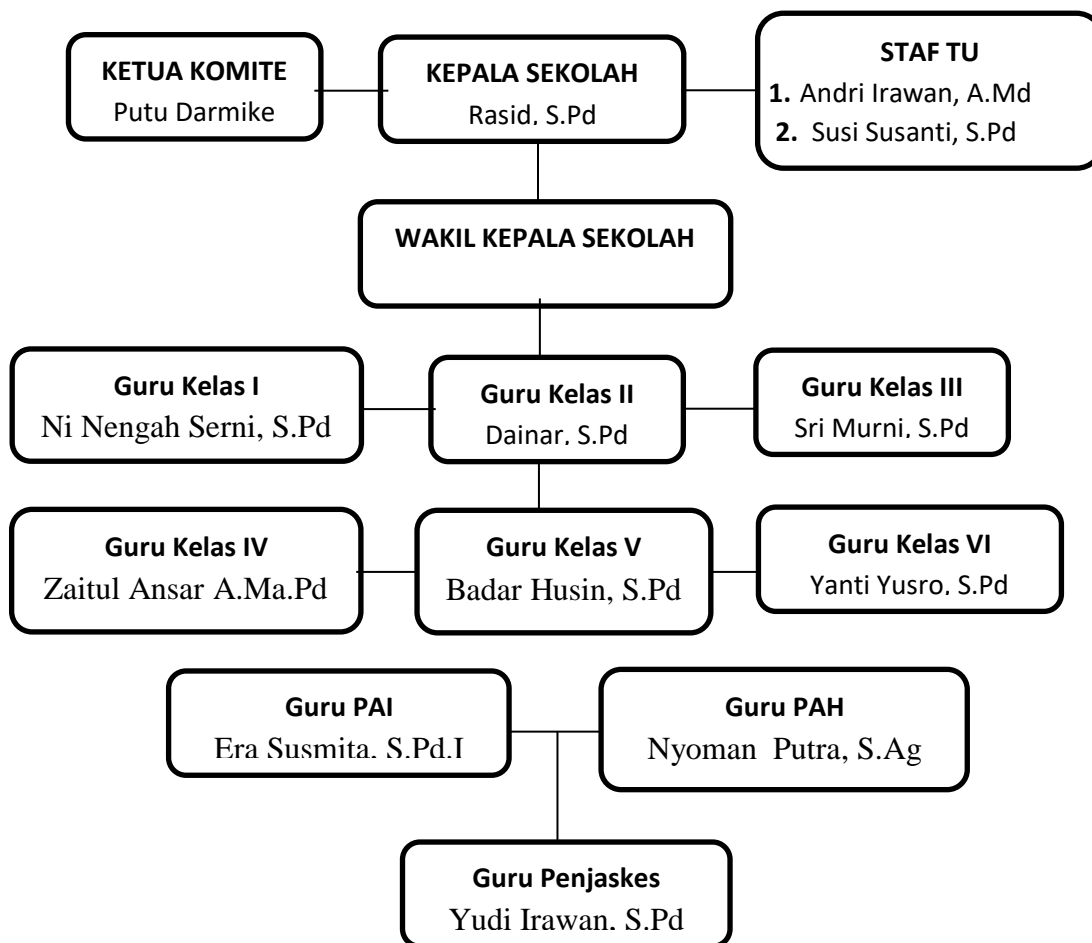 KETUA KOMITE
Putu Darmike
KEPALA SEKOLAH
Rasid, S.Pd
STAF TU
1. Andri Irawan, A.Md
2. Susi Susanti, S.Pd
WAKIL KEPALA SEKOLAH
Guru Kelas I
Ni Nengah Serni, S.Pd
Guru Kelas II
Dainar, S.Pd
Guru Kelas III
Sri Murni, S.Pd
Guru Kelas IV
Zaitul Ansar A.Ma.Pd
Guru Kelas V
Badar Husin, S.Pd
Guru Kelas VI
Yanti Yusro, S.Pd
Guru PAI
Era Susmita, S.Pd.I
Guru PAH
Nyoman Putra, S.Ag
Guru Penjaskes
Yudi Irawan, S.Pd